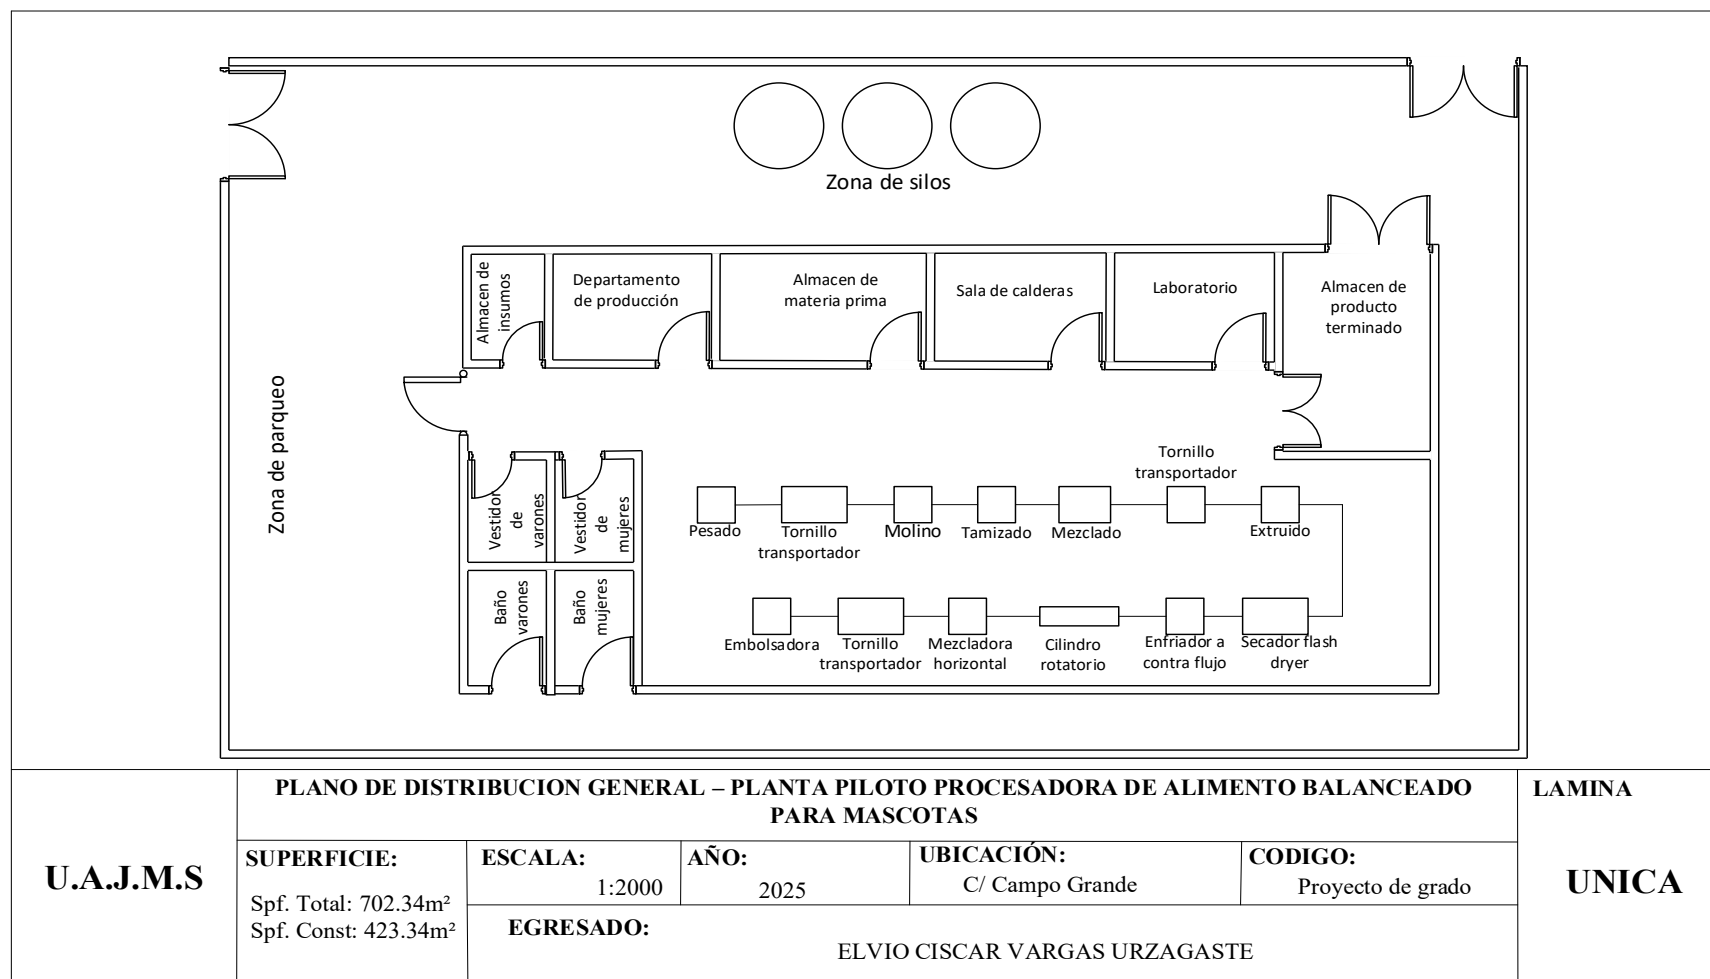 Zona de silos
Almacen de
insumos
Departamento
de producción
Almacen de
materia prima
Sala de calderas
Laboratorio
Almacen de
producto
terminado
Zona de parqueo
Vestidor
de
varones
Vestidor
de
mujeres
Baño
varones
Baño
mujeres
Tornillo
transportador
Pesado
Tornillo
transportador
Molino
Tamizado
Mezclado
Extruido
Embolsadora
Tornillo
transportador
Mezcladora
horizontal
Cilindro
rotatorio
Enfriador a
contra flujo
Secador flash
dryer
U.A.J.M.S
PLANO DE DISTRIBUCION GENERAL – PLANTA PILOTO PROCESADORA DE ALIMENTO BALANCEADO
PARA MASCOTAS
SUPERFICIE:
Spf. Total: 702.34m²
Spf. Const: 423.34m²
ESCALA:
1:2000
AÑO:
2025
UBICACIÓN:
C/ Campo Grande
CODIGO:
Proyecto de grado
EGRESADO:
ELVIO CISCAR VARGAS URZAGASTE
LAMINA
UNICA